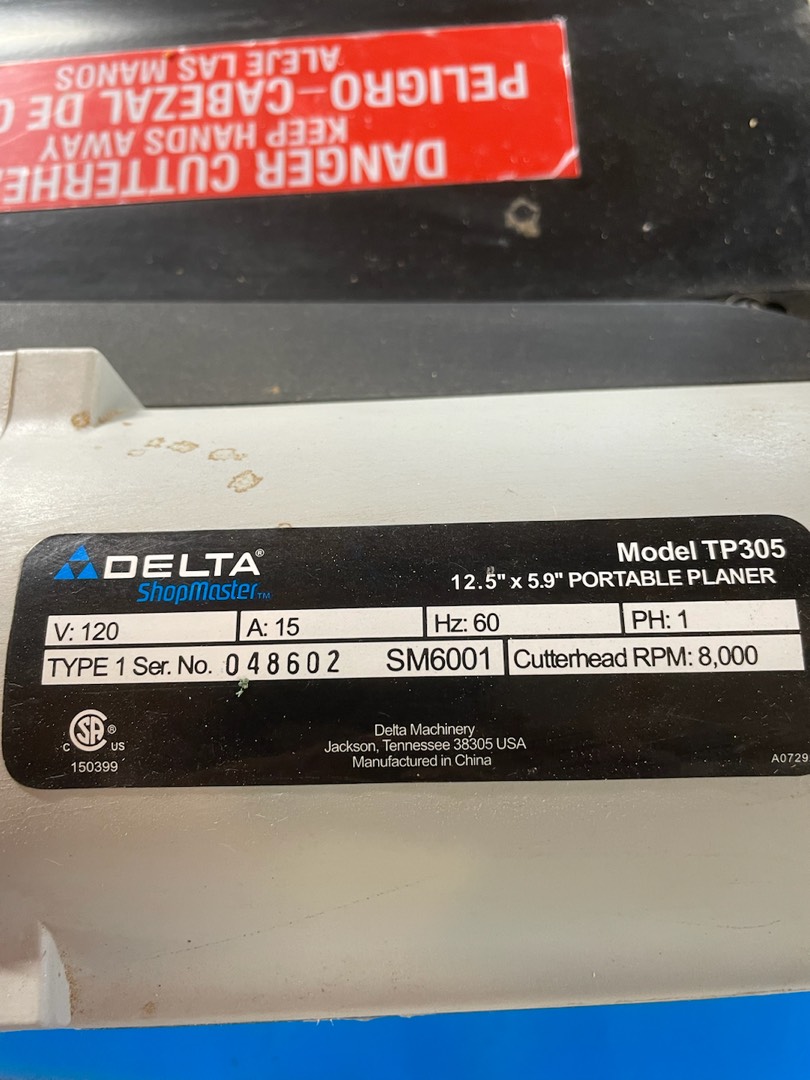 DANGER CUTTERHE
KEEP HANDS AWAY
PELIGRO-CABEZAL DE
ALEJE LAS MANOS
DELTA®
ShopMaster™
Model TP305
12.5" x 5.9" PORTABLE PLANER
V: 120
A: 15
Hz: 60
PH: 1
TYPE 1 Ser. No. 048602 SM6001
Cutterhead RPM: 8,000
C SA ® US
150399
Delta Machinery
Jackson, Tennessee 38305 USA
Manufactured in China
A0729